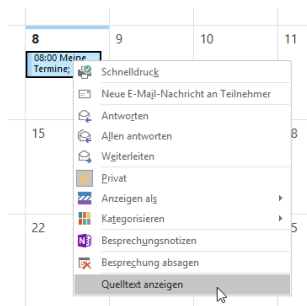 8 9 10 11
08:00 Meine
Termine;
Schnelldruck
Neue E-Mail-Nachricht an Teilnehmer
Antworten
15 8
Allen antworten
Weiterleiten
Privat
Anzeigen als
Kategorisieren
22 5
Besprechungsnotizen
Besprechung absagen
Quelltext anzeigen